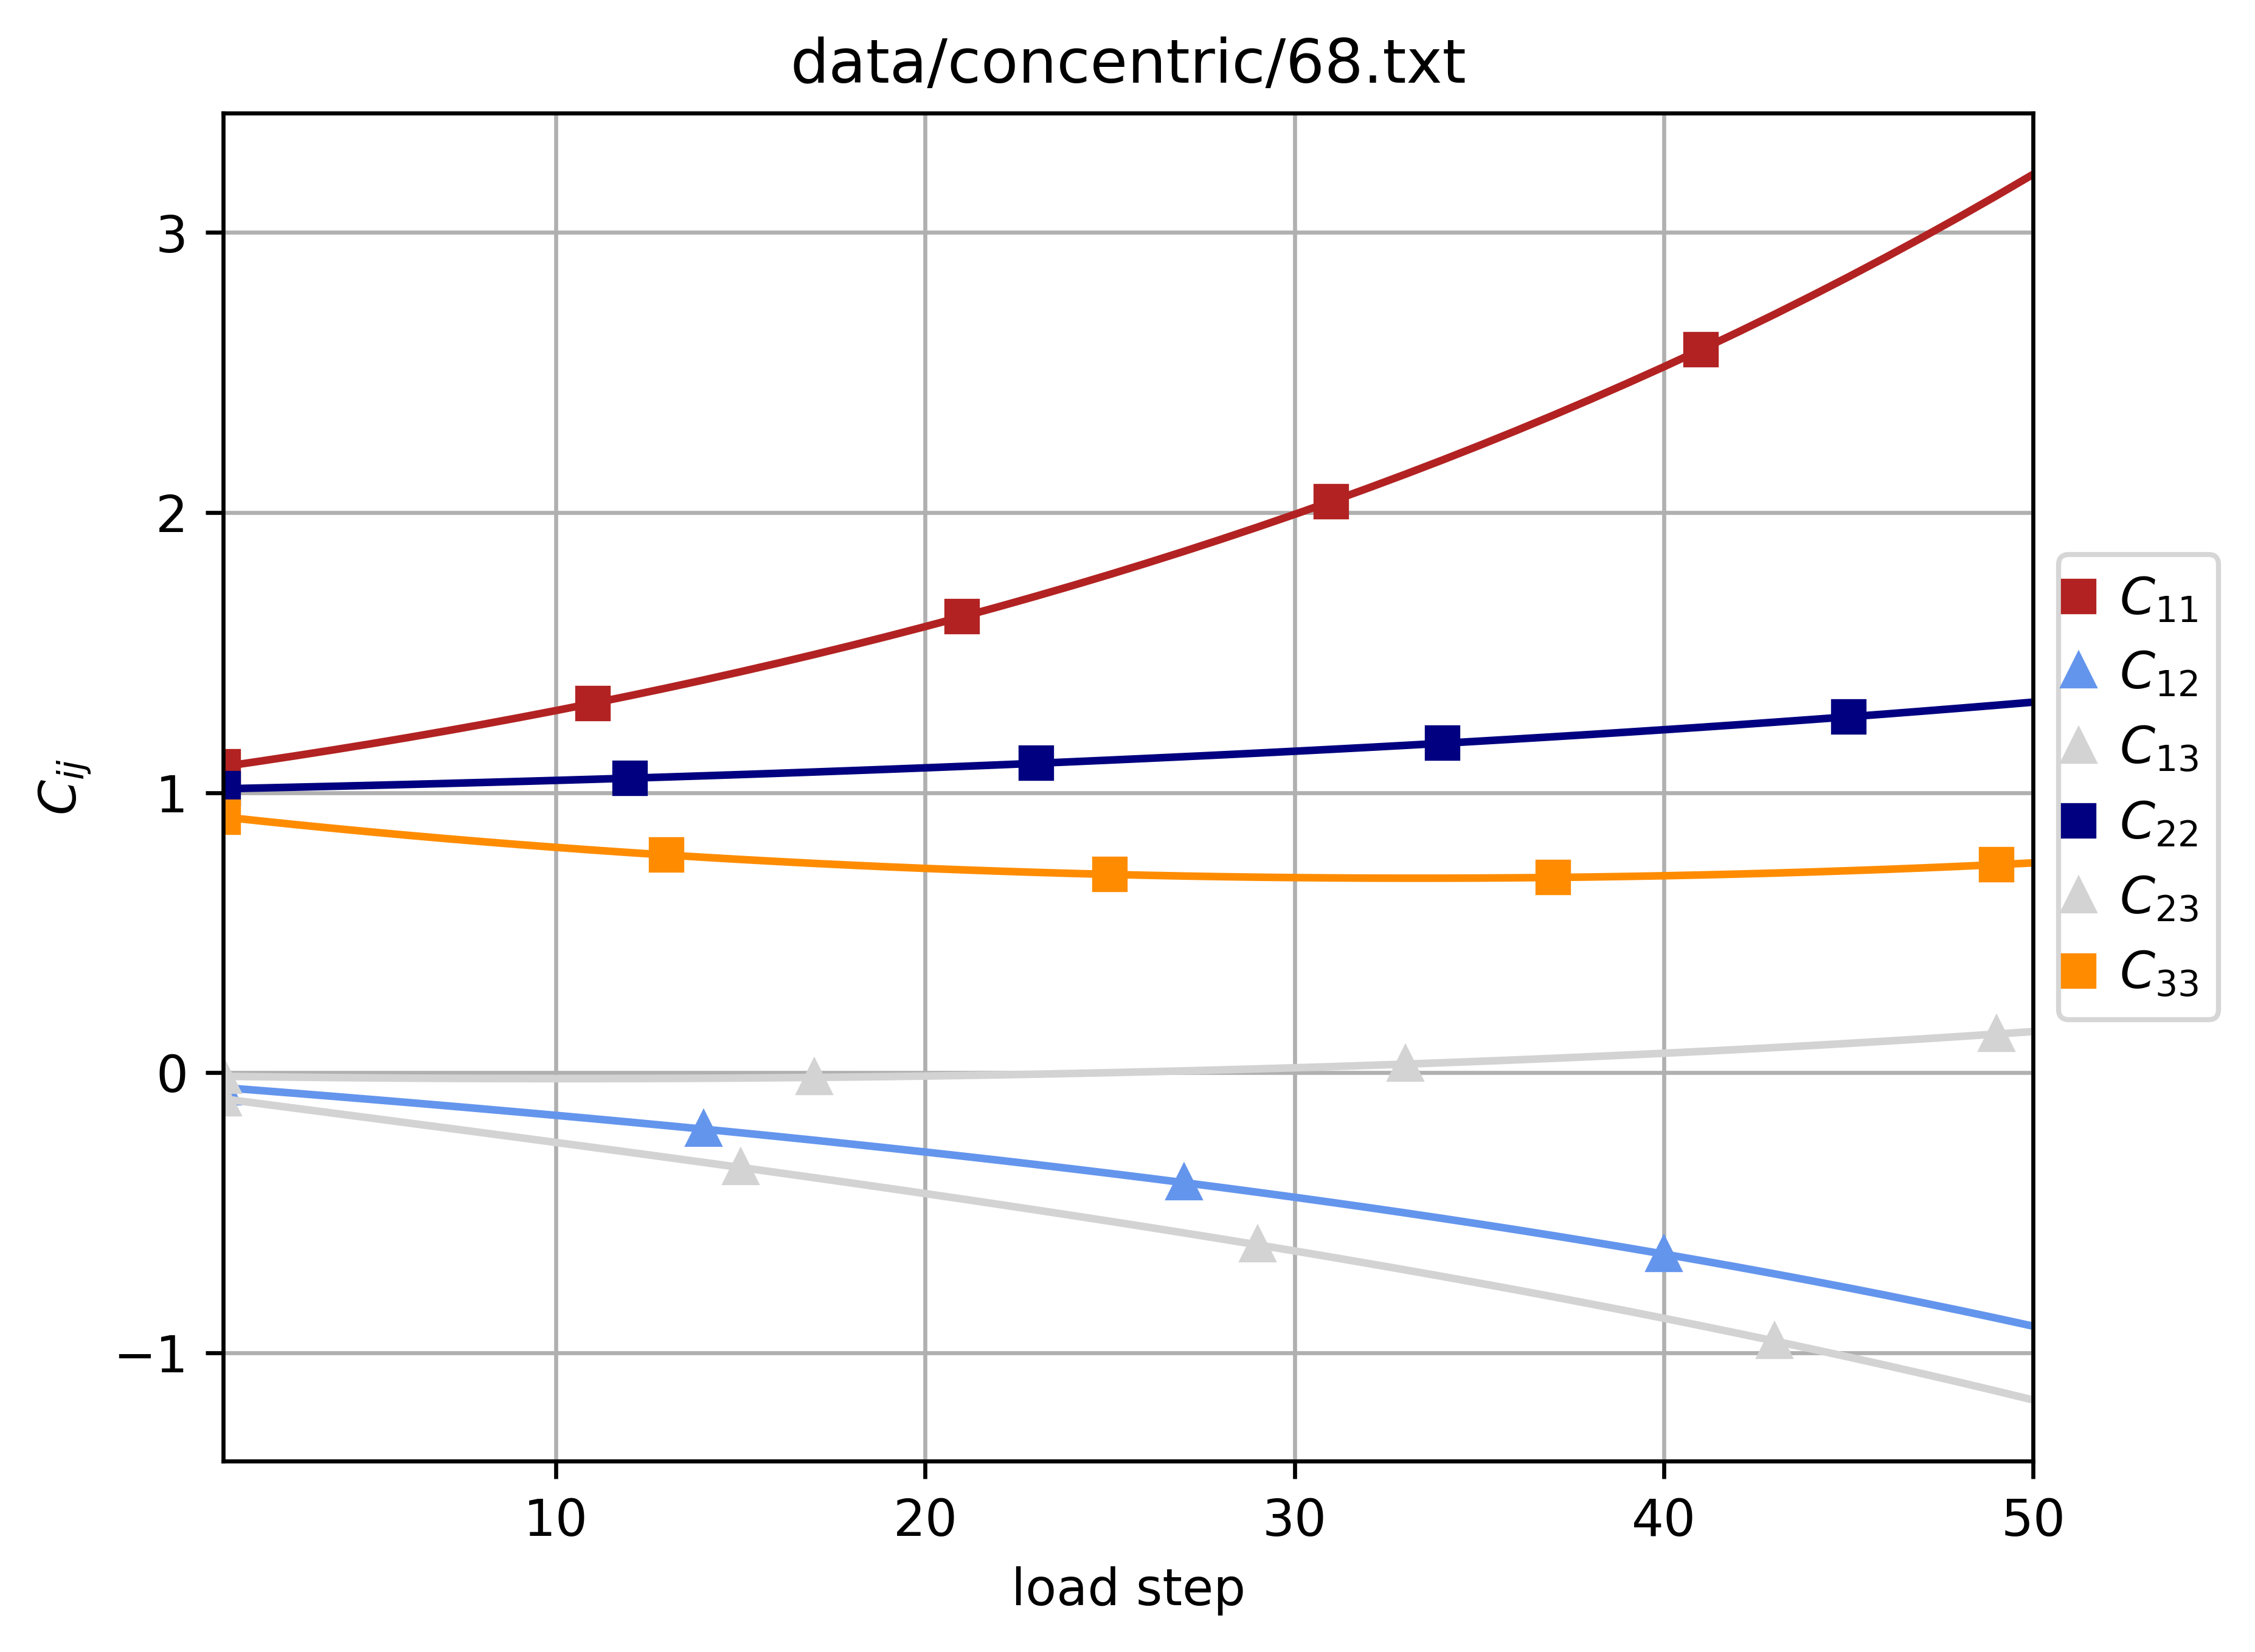 data/concentric/68.txt
3
2
1
0
−1
C_ij
10 20 30 40 50
load step
C_11
C_12
C_13
C_22
C_23
C_33